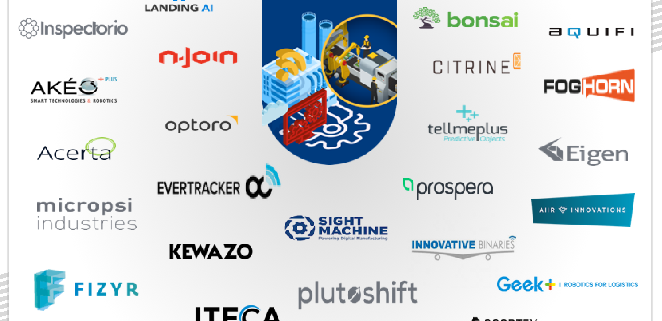 LANDING AI
Inspectorio
bonsai
AQUIFI
n-Join
CITRINE
AKÉO
PLUS
SMART TECHNOLOGIES & ROBOTICS
FOGHORN
optoro
tellmeplus
Predictive Objects
Acerta
Eigen
EVERTRACKER
prospera
micropsi
industries
SIGHT
MACHINE
Powering Digital Manufacturing
INNOVATIONS
KEWAZO
INNOVATIVE BINARIES
FIZYR
plutoshift
Geek+ | ROBOTICS FOR LOGISTICS
ITECA